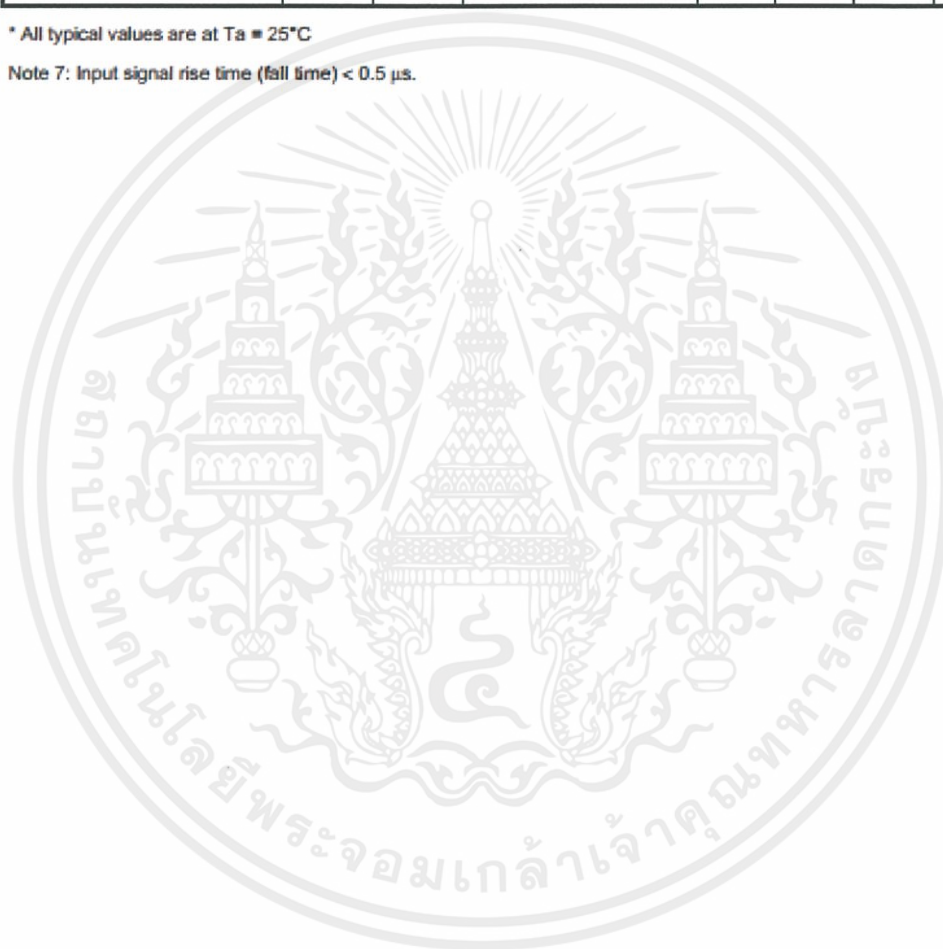 * All typical values are at Ta = 25°C
Note 7: Input signal rise time (fall time) < 0.5 µs.
สถาบันเทคโนโลยีพระจอมเกล้าเจ้าคุณทหารลาดกระบัง
๔